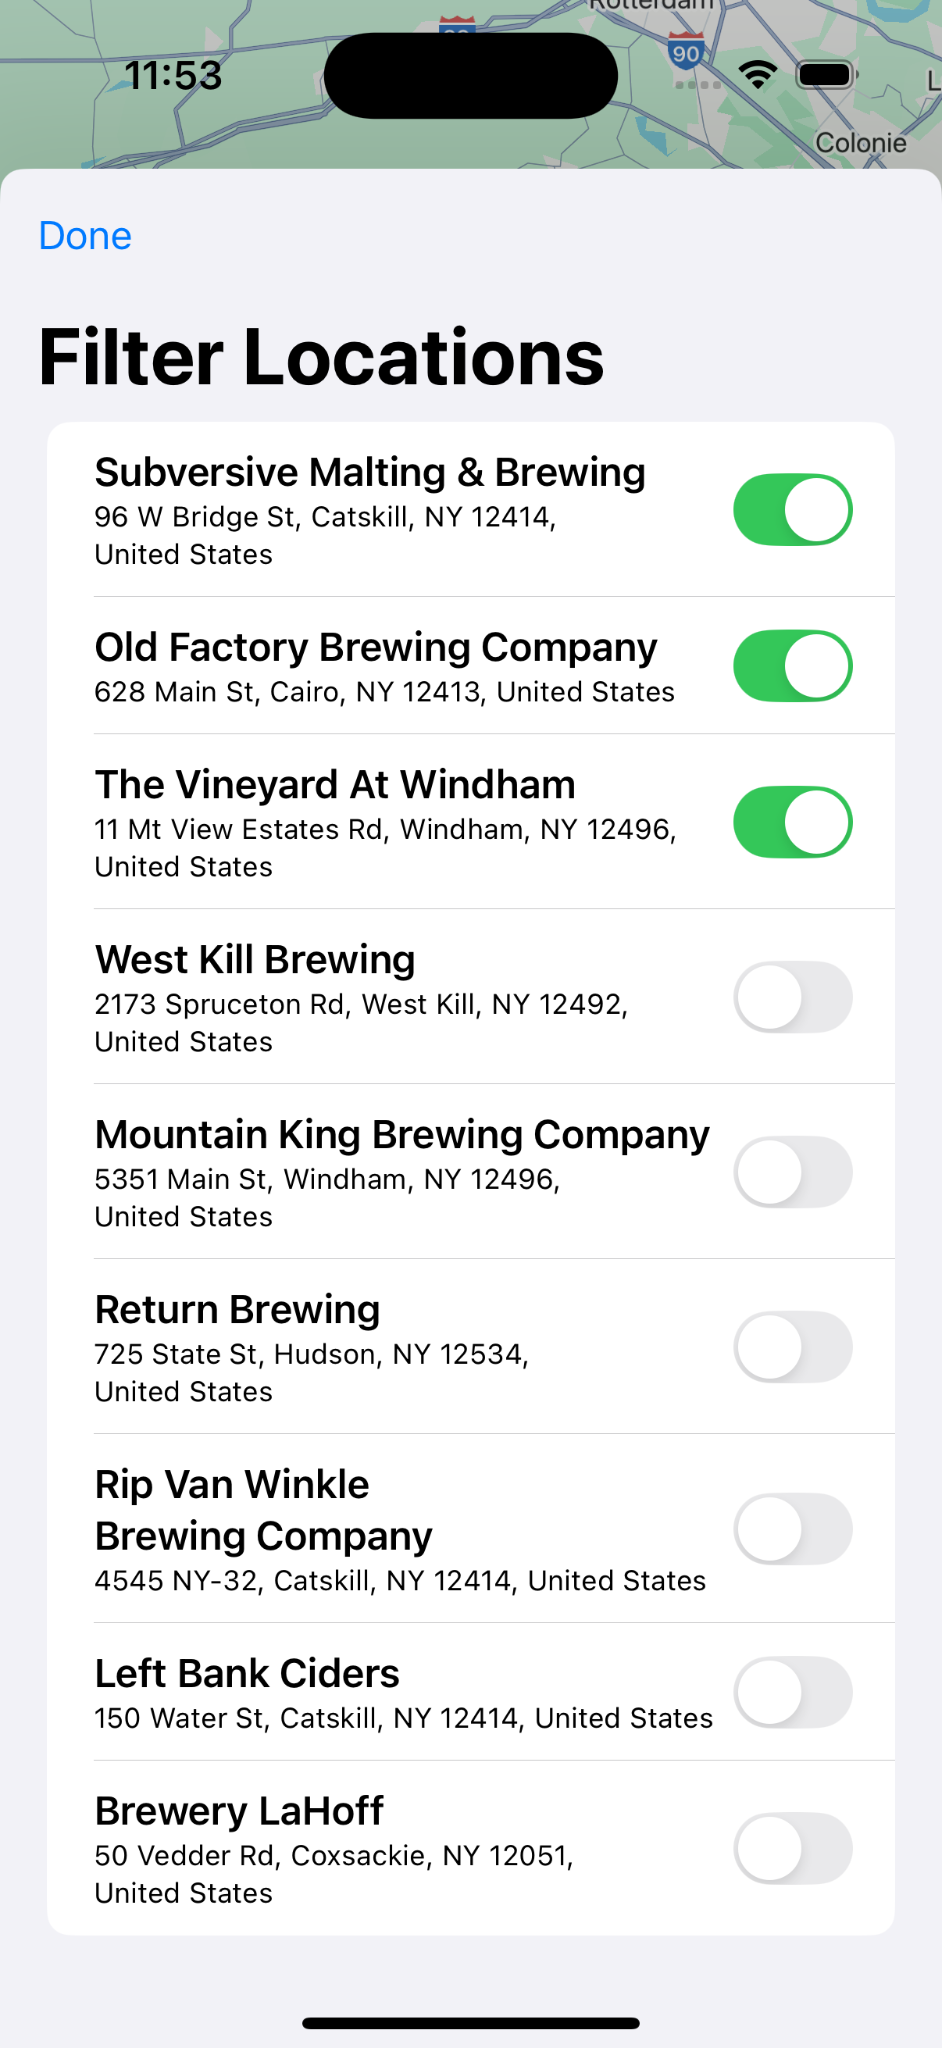 Rotterdam
11:53
90
L
Colonie
Done
Filter Locations
Subversive Malting & Brewing
96 W Bridge St, Catskill, NY 12414,
United States
Old Factory Brewing Company
628 Main St, Cairo, NY 12413, United States
The Vineyard At Windham
11 Mt View Estates Rd, Windham, NY 12496,
United States
West Kill Brewing
2173 Spruceton Rd, West Kill, NY 12492,
United States
Mountain King Brewing Company
5351 Main St, Windham, NY 12496,
United States
Return Brewing
725 State St, Hudson, NY 12534,
United States
Rip Van Winkle
Brewing Company
4545 NY-32, Catskill, NY 12414, United States
Left Bank Ciders
150 Water St, Catskill, NY 12414, United States
Brewery LaHoff
50 Vedder Rd, Coxsackie, NY 12051,
United States